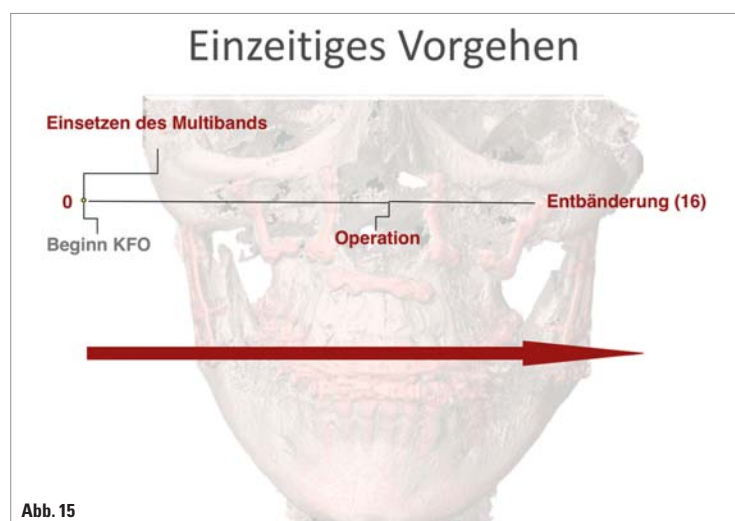 Einzeitiges Vorgehen
Einsetzen des Multibands
0
Entbänderung (16)
Beginn KFO
Operation
Abb. 15